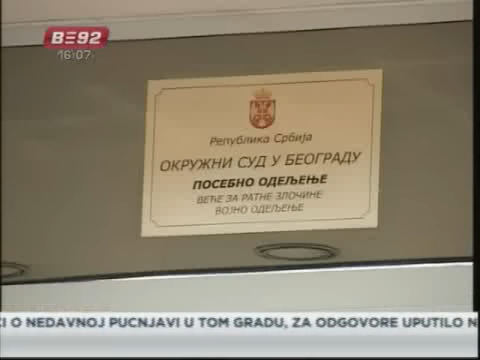 B92
16:07
Република Србија
ОКРУЖНИ СУД У БЕОГРАДУ
ПОСЕБНО ОДЕЉЕЊЕ
ВЕЋЕ ЗА РАТНЕ ЗЛОЧИНЕ
ВОЈНО ОДЕЉЕЊЕ
CI O NEDAVNOJ PUCNJAVI U TOM GRADU, ZA ODGOVORE UPUTILO N